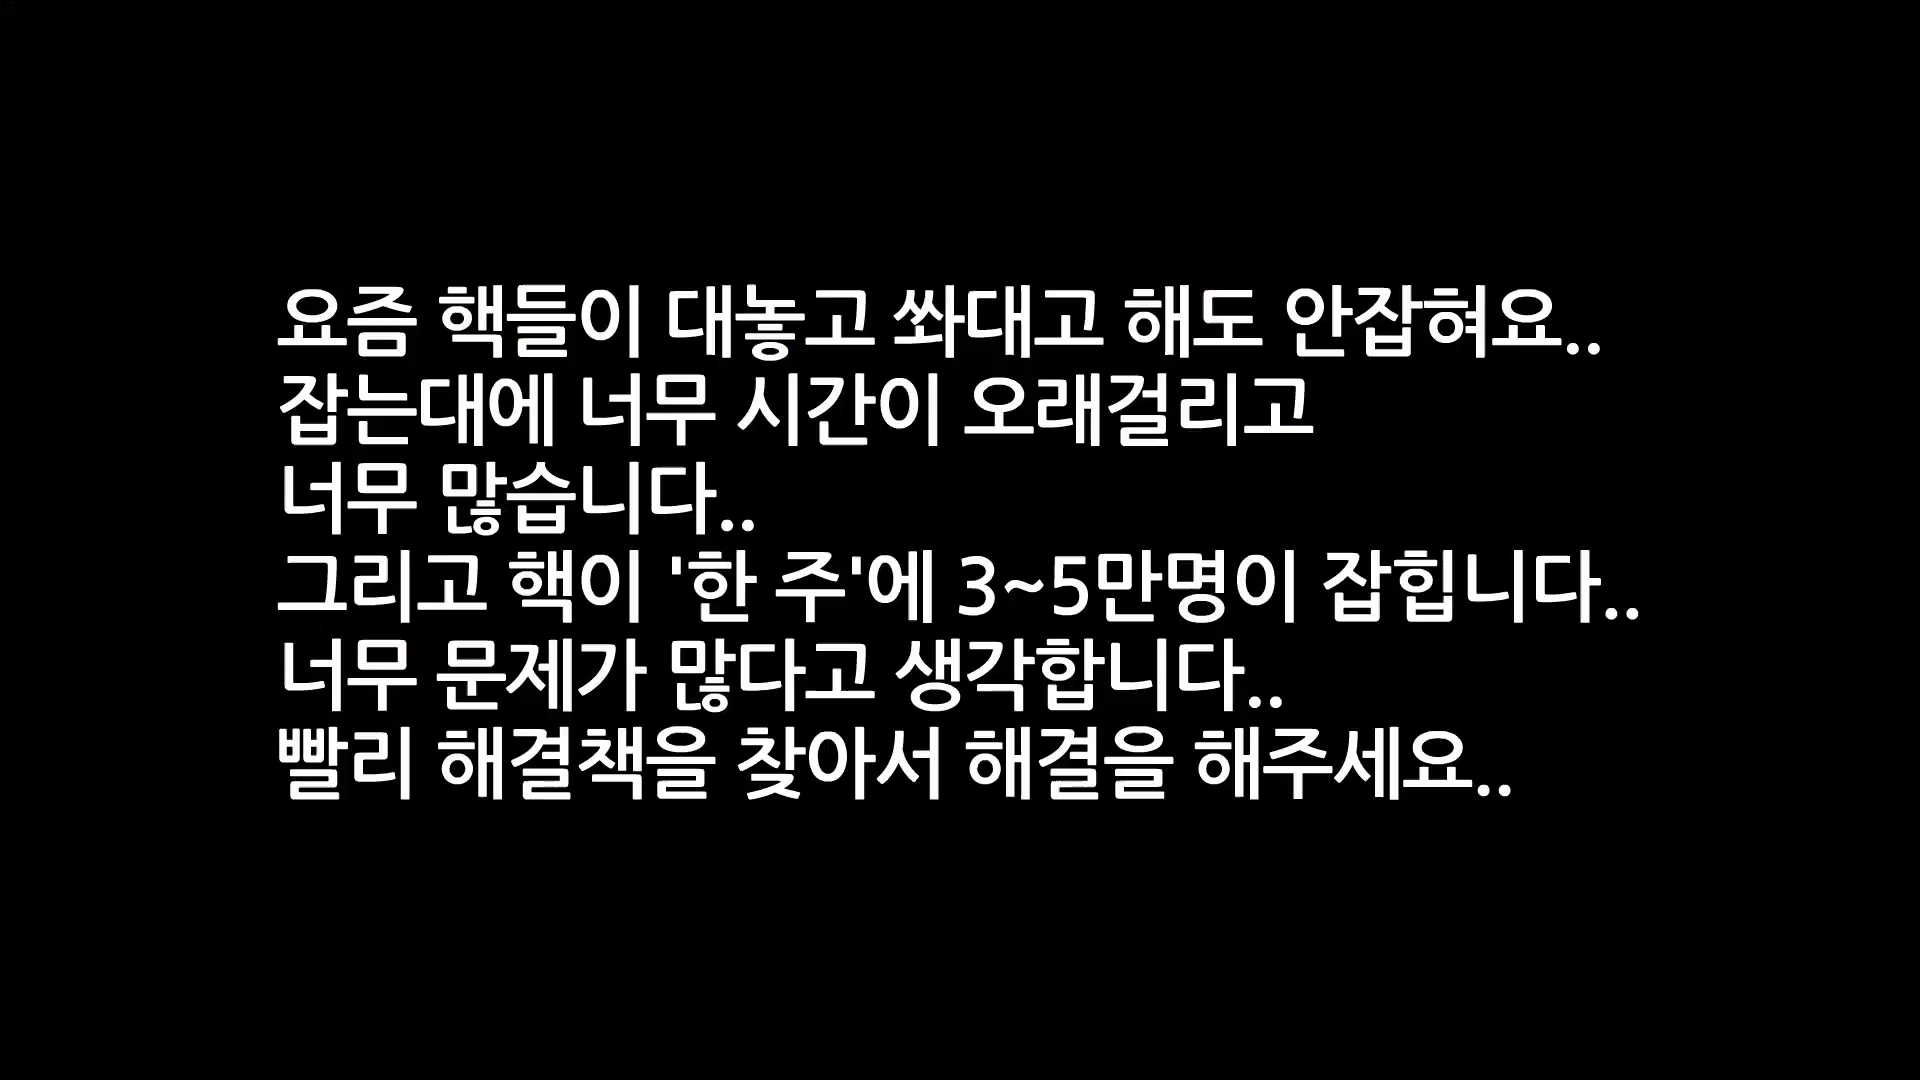 요즘 핵들이 대놓고 쏴대고 해도 안잡혀요..
잡는대에 너무 시간이 오래걸리고
너무 많습니다..
그리고 핵이 '한 주'에 3~5만명이 잡힙니다..
너무 문제가 많다고 생각합니다..
빨리 해결책을 찾아서 해결을 해주세요..